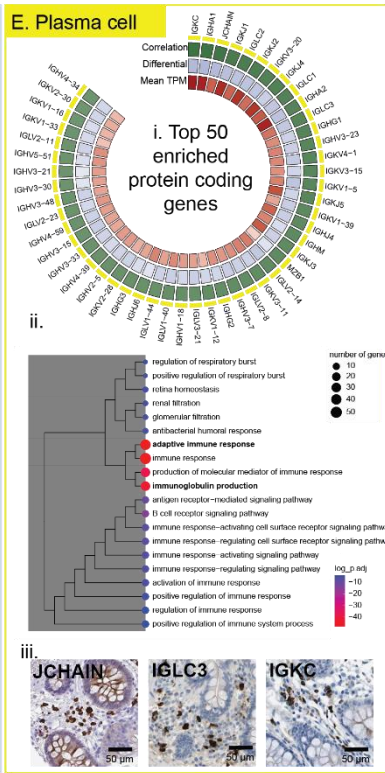 E. Plasma cell
Correlation
Differential
Mean TPM
IGKC
IGHA1
JCHAIN
IGKJ1
IGLC2
IGKJ2
IGKV3-20
IGKJ4
IGLC1
IGHA2
IGLC3
IGHG1
IGHV3-23
IGKV4-1
IGKV3-15
IGKV1-5
IGKJ5
IGKV1-39
IGHJ4
IGHM
IGKJ3
MZB1
IGLV2-14
IGKV3-11
IGLV2-8
IGHV3-7
IGHG2
IGKV1-12
IGLV3-21
IGHV1-18
IGLV1-40
IGLV1-44
IGHJ6
IGHG3
IGKV2-28
IGHV2-5
IGHV4-39
IGHV3-33
IGHV3-15
IGHV4-59
IGLV2-23
IGHV3-48
IGHV3-30
IGHV3-21
IGHV5-51
IGLV2-11
IGKV1-33
IGKV1-16
IGKV2-30
IGHV4-34
i. Top 50
enriched
protein coding
genes
ii.
regulation of respiratory burst
positive regulation of respiratory burst
retina homeostasis
renal filtration
glomerular filtration
antibacterial humoral response
adaptive immune response
immune response
production of molecular mediator of immune response
immunoglobulin production
antigen receptor-mediated signaling pathway
B cell receptor signaling pathway
immune response-activating cell surface receptor signaling pathwa
immune response-regulating cell surface receptor signaling pathwa
immune response-activating signaling pathway
immune response-regulating signaling pathway
activation of immune response
positive regulation of immune response
regulation of immune response
positive regulation of immune system process
number of gene
10
20
30
40
50
log_p adj
-10
-20
-30
-40
iii.
JCHAIN
50 µm
IGLC3
50 µm
IGKC
50 µm